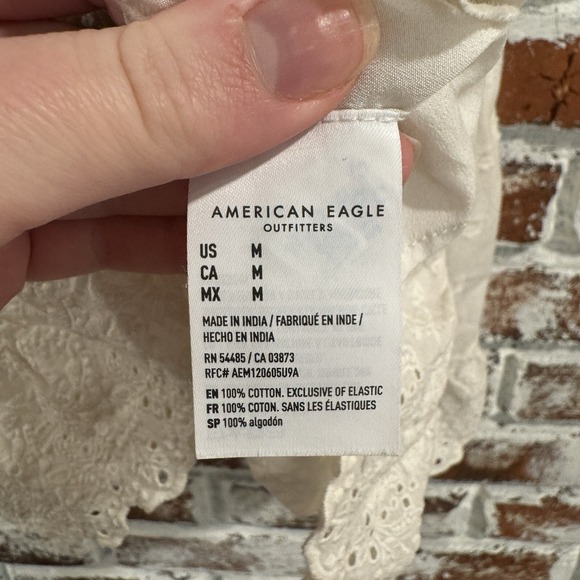 AMERICAN EAGLE
OUTFITTERS
US M
CA M
MX M
MADE IN INDIA / FABRIQUÉ EN INDE /
HECHO EN INDIA
RN 54485 / CA 03873
RFC# AEM120605U9A
EN 100% COTTON. EXCLUSIVE OF ELASTIC
FR 100% COTON. SANS LES ÉLASTIQUES
SP 100% algodón